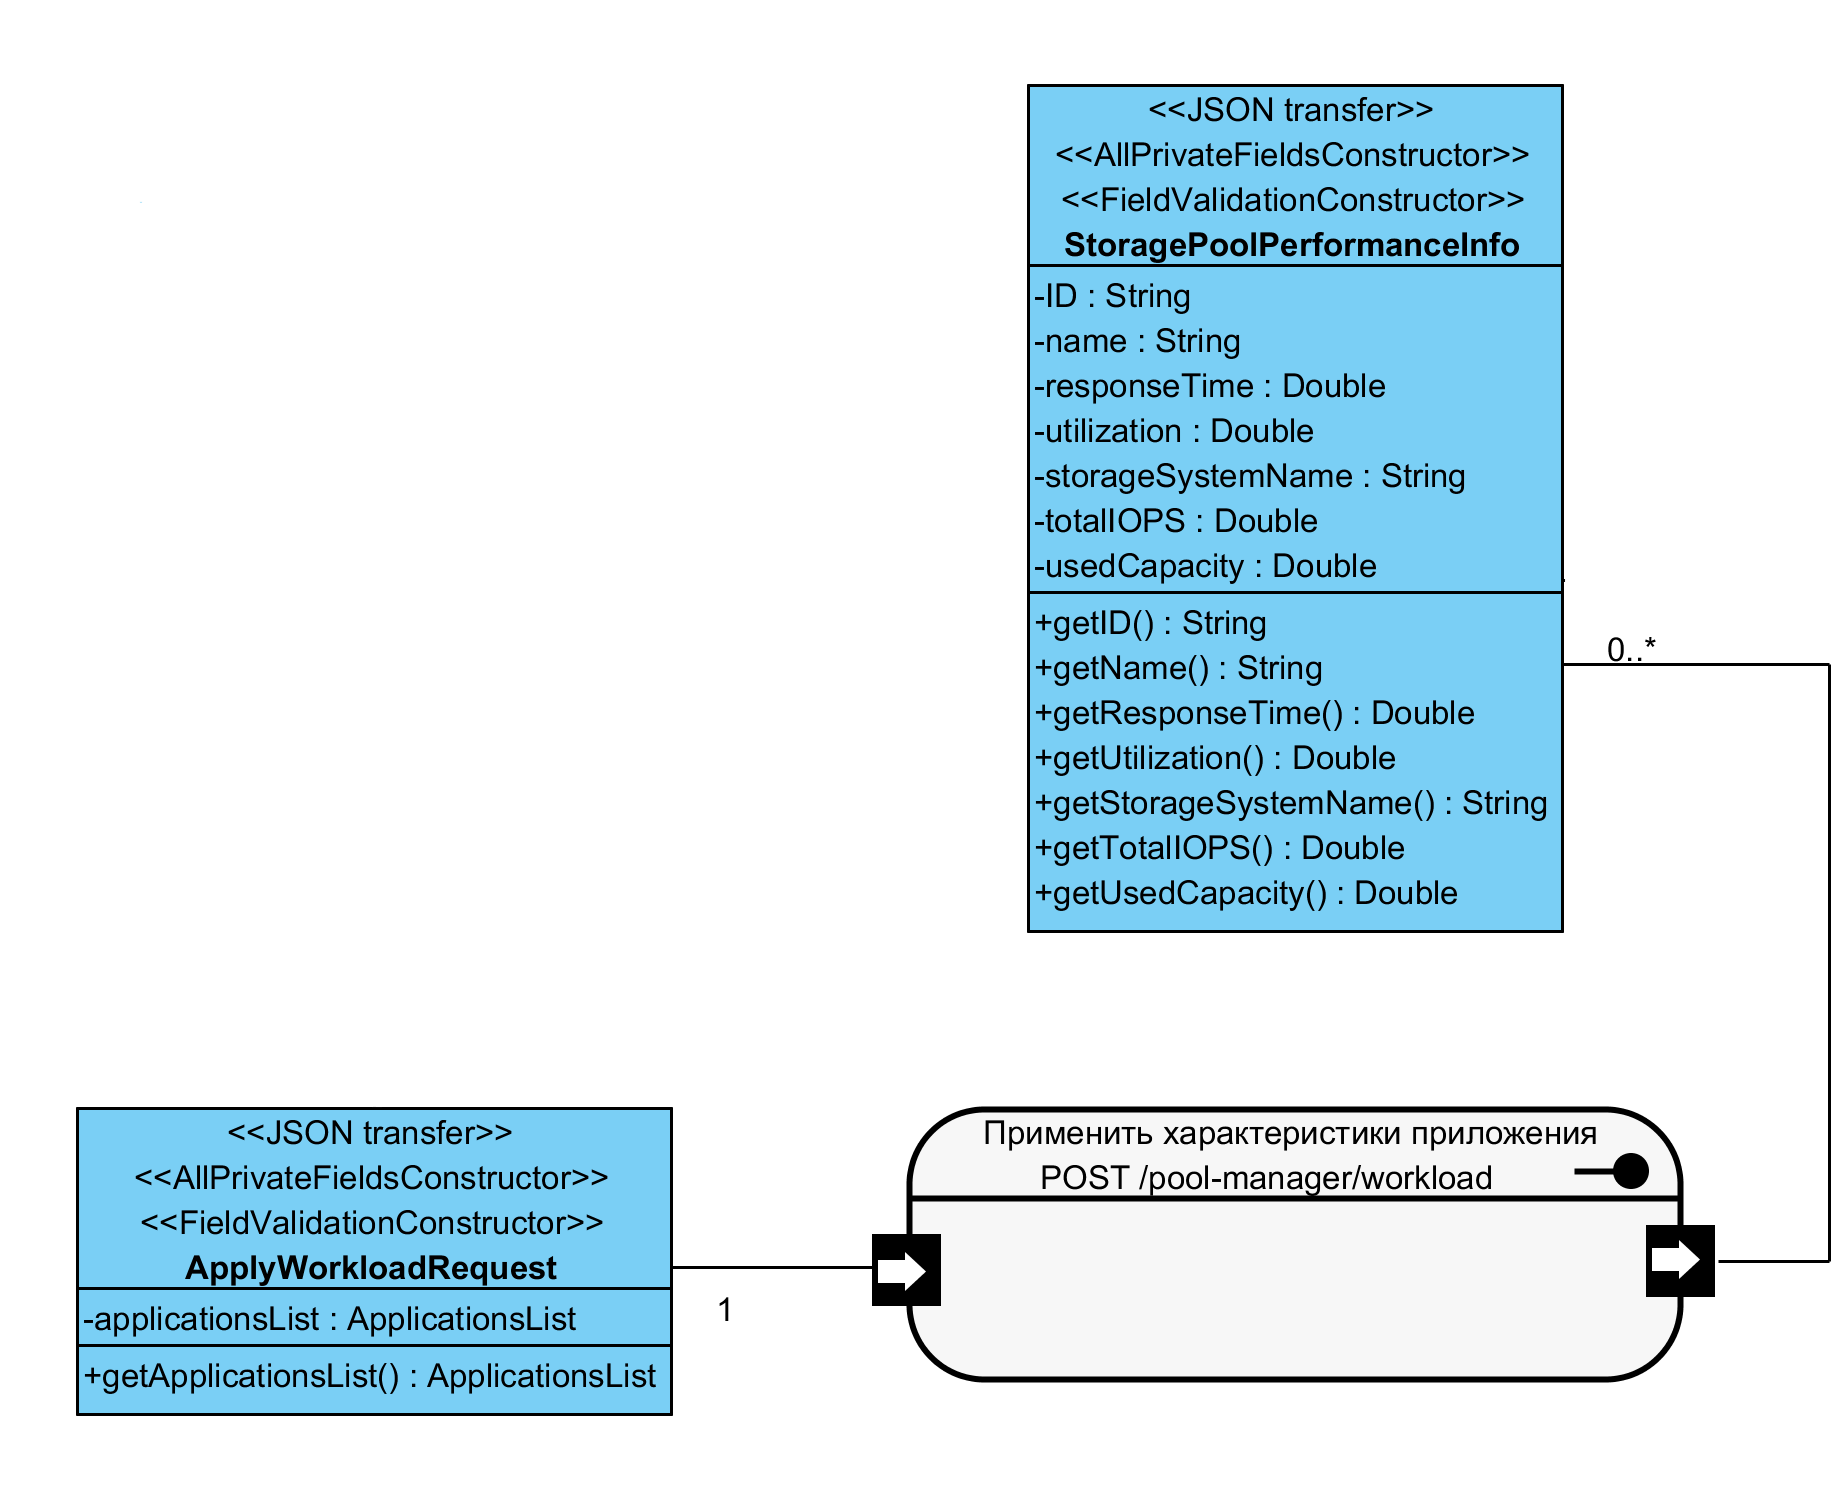 <<JSON transfer>>
<<AllPrivateFieldsConstructor>>
<<FieldValidationConstructor>>
StoragePoolPerformanceInfo
-ID : String
-name : String
-responseTime : Double
-utilization : Double
-storageSystemName : String
-totalIOPS : Double
-usedCapacity : Double
+getID() : String
+getName() : String
+getResponseTime() : Double
+getUtilization() : Double
+getStorageSystemName() : String
+getTotalIOPS() : Double
+getUsedCapacity() : Double
0..*
<<JSON transfer>>
<<AllPrivateFieldsConstructor>>
<<FieldValidationConstructor>>
ApplyWorkloadRequest
-applicationsList : ApplicationsList
+getApplicationsList() : ApplicationsList
1
Применить характеристики приложения
POST /pool-manager/workload